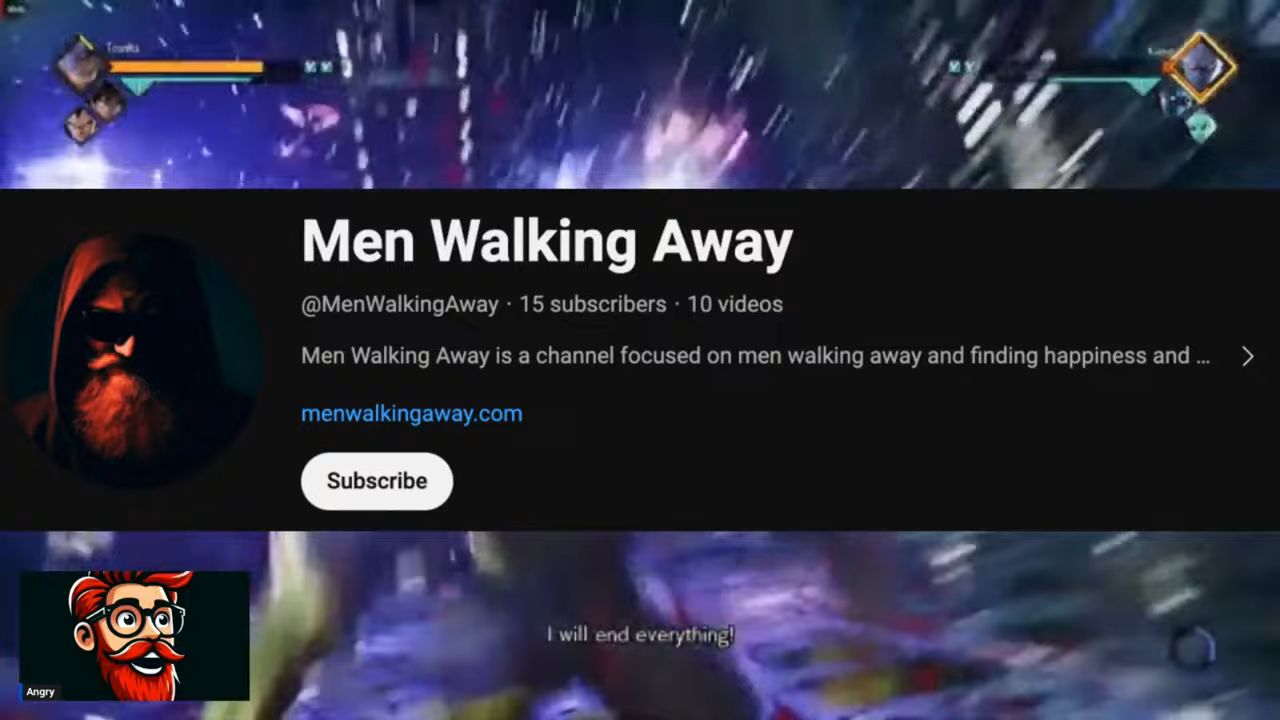 Men Walking Away
@MenWalkingAway · 15 subscribers · 10 videos
Men Walking Away is a channel focused on men walking away and finding happiness and ...
menwalkingaway.com
Subscribe
I will end everything!
Angry